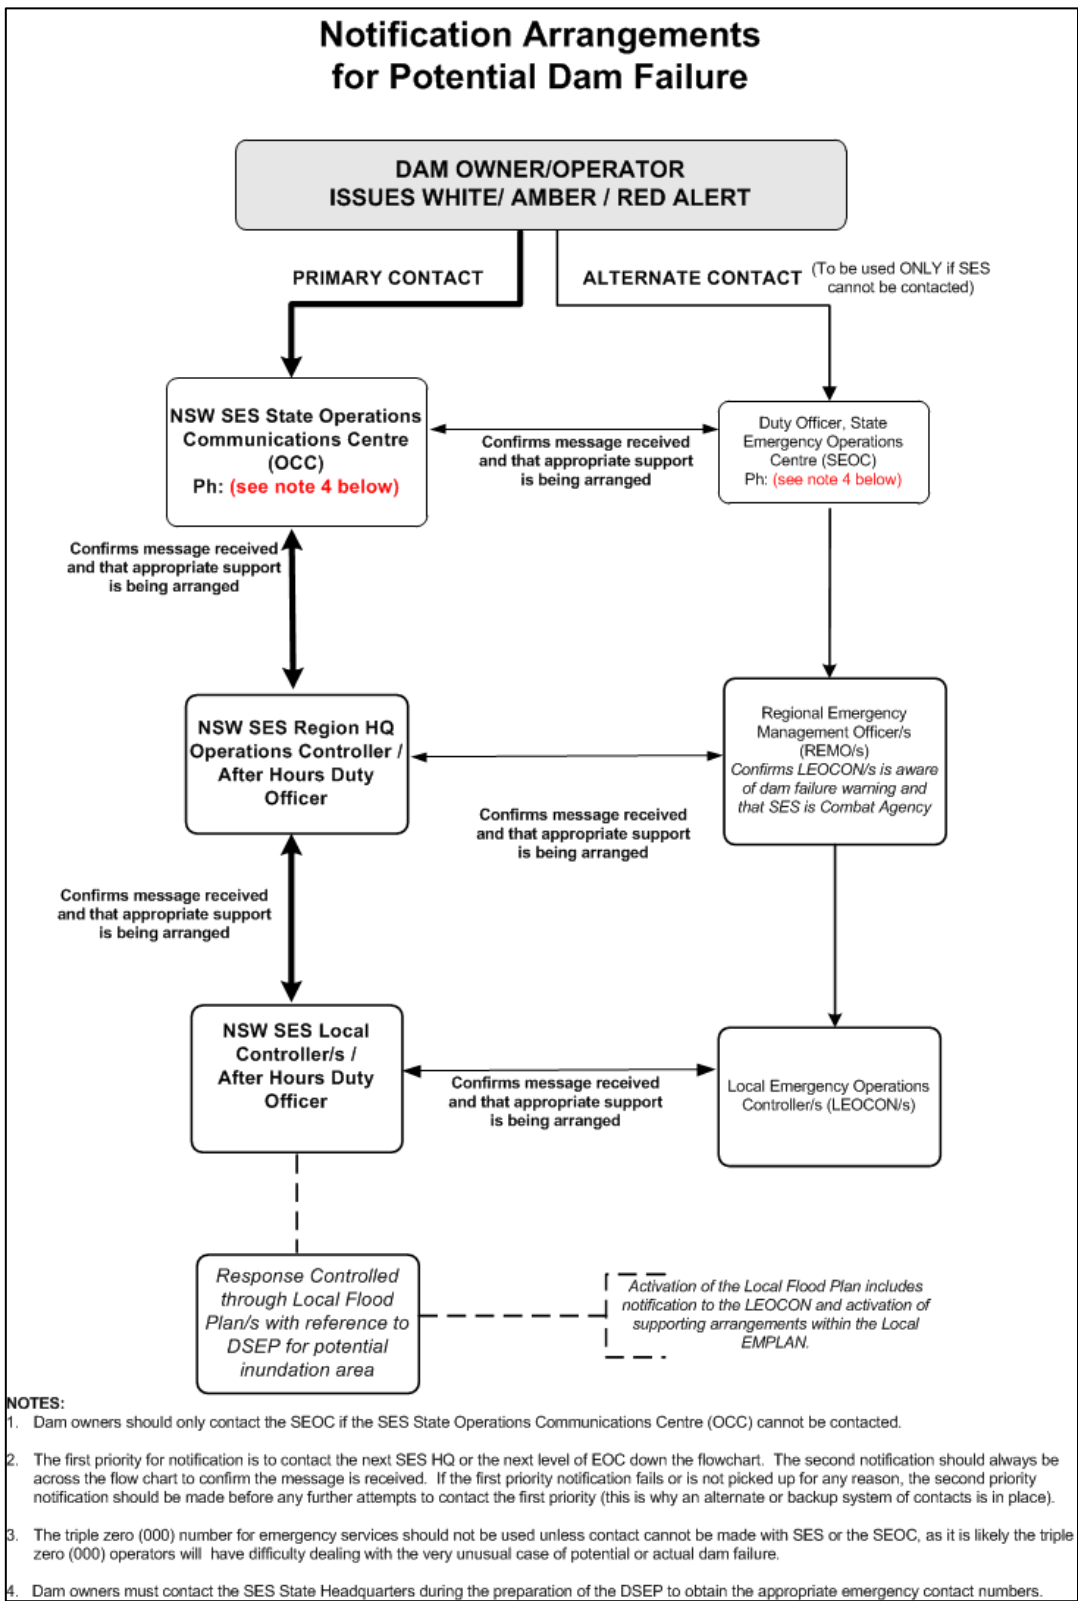 Notification Arrangements
for Potential Dam Failure
DAM OWNER/OPERATOR
ISSUES WHITE/ AMBER / RED ALERT
PRIMARY CONTACT
ALTERNATE CONTACT
(To be used ONLY if SES
cannot be contacted)
NSW SES State Operations
Communications Centre
(OCC)
Ph: (see note 4 below)
Confirms message received
and that appropriate support
is being arranged
Duty Officer, State
Emergency Operations
Centre (SEOC)
Ph: (see note 4 below)
Confirms message received
and that appropriate support
is being arranged
NSW SES Region HQ
Operations Controller /
After Hours Duty
Officer
Confirms message received
and that appropriate support
is being arranged
Regional Emergency
Management Officer/s
(REMO/s)
Confirms LEOCON/s is aware
of dam failure warning and
that SES is Combat Agency
Confirms message received
and that appropriate support
is being arranged
NSW SES Local
Controller/s /
After Hours Duty
Officer
Confirms message received
and that appropriate support
is being arranged
Local Emergency Operations
Controller/s (LEOCON/s)
Response Controlled
through Local Flood
Plan/s with reference to
DSEP for potential
inundation area
Activation of the Local Flood Plan includes
notification to the LEOCON and activation of
supporting arrangements within the Local
EMPLAN.
NOTES:
1. Dam owners should only contact the SEOC if the SES State Operations Communications Centre (OCC) cannot be contacted.
2. The first priority for notification is to contact the next SES HQ or the next level of EOC down the flowchart. The second notification should always be
across the flow chart to confirm the message is received. If the first priority notification fails or is not picked up for any reason, the second priority
notification should be made before any further attempts to contact the first priority (this is why an alternate or backup system of contacts is in place).
3. The triple zero (000) number for emergency services should not be used unless contact cannot be made with SES or the SEOC, as it is likely the triple
zero (000) operators will have difficulty dealing with the very unusual case of potential or actual dam failure.
4. Dam owners must contact the SES State Headquarters during the preparation of the DSEP to obtain the appropriate emergency contact numbers.